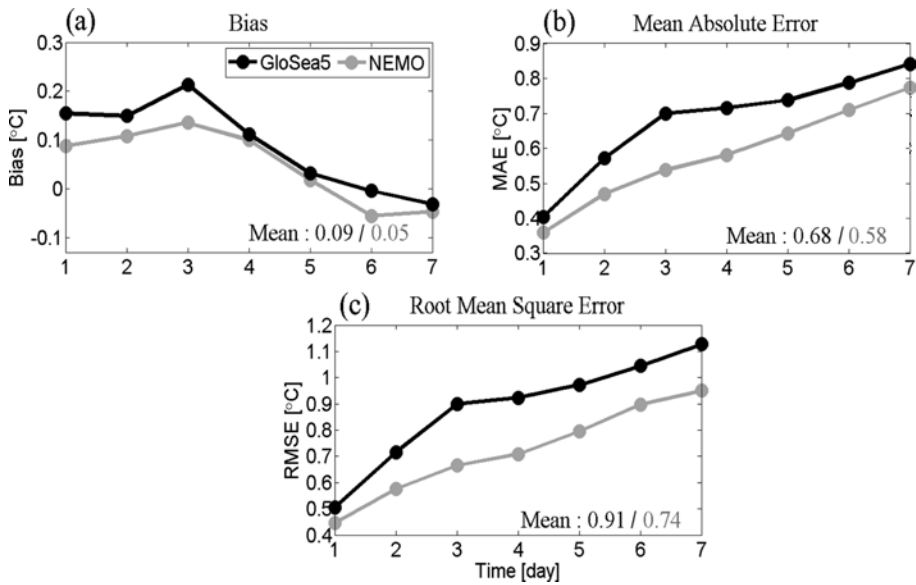 (a) Bias
0.3
0.2
0.1
0
-0.1
Bias [°C]
GloSea5 NEMO
Mean : 0.09 / 0.05
1 2 3 4 5 6 7
(b) Mean Absolute Error
0.9
0.8
0.7
0.6
0.5
0.4
0.3
MAE [°C]
Mean : 0.68 / 0.58
1 2 3 4 5 6 7
(c) Root Mean Square Error
1.2
1.1
1
0.9
0.8
0.7
0.6
0.5
0.4
RMSE [°C]
Mean : 0.91 / 0.74
1 2 3 4 5 6 7
Time [day]